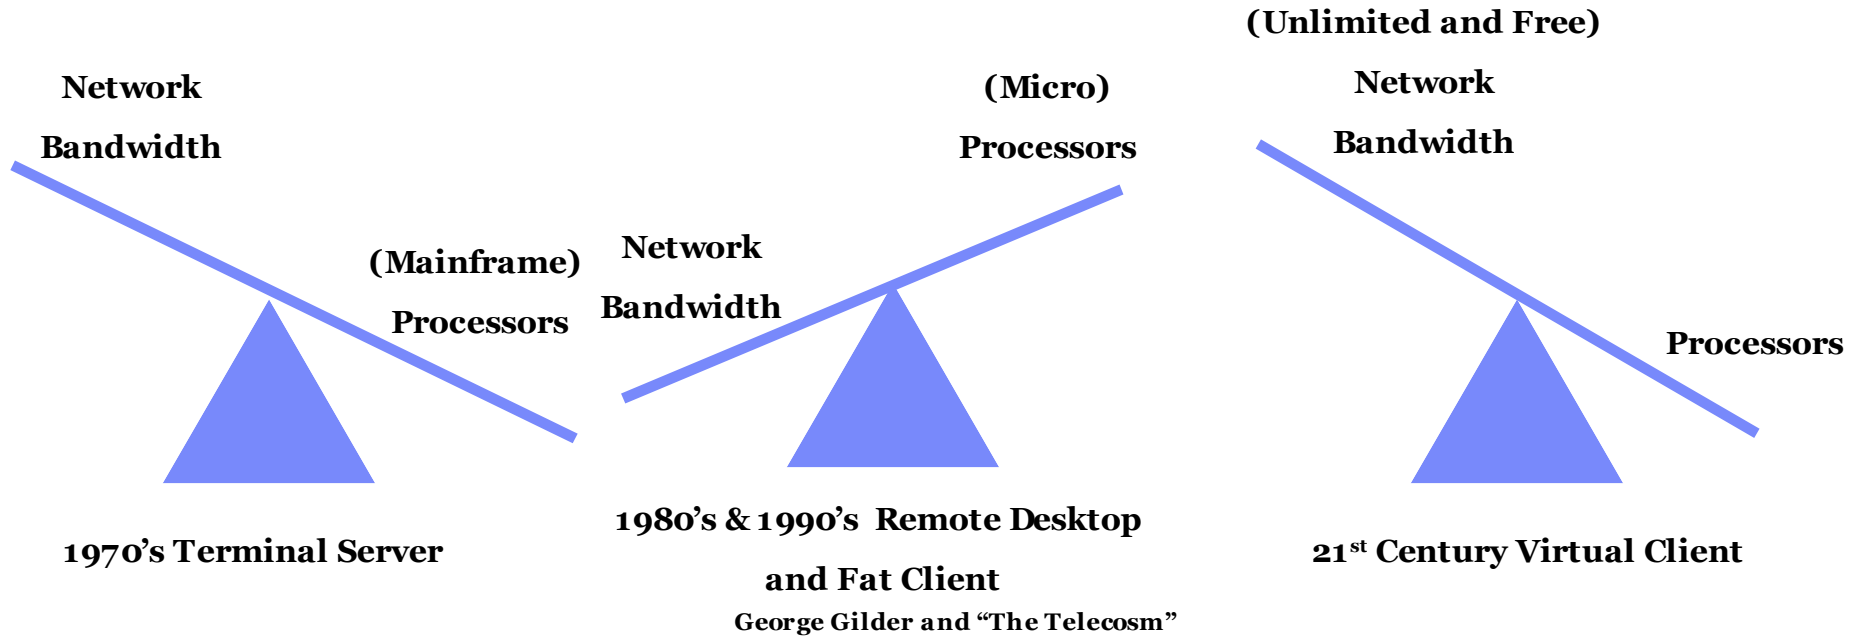 Network
Bandwidth
(Mainframe)
Processors
1970’s Terminal Server
(Micro)
Processors
Network
Bandwidth
1980’s & 1990’s Remote Desktop
and Fat Client
George Gilder and “The Telecosm”
(Unlimited and Free)
Network
Bandwidth
Processors
21st Century Virtual Client